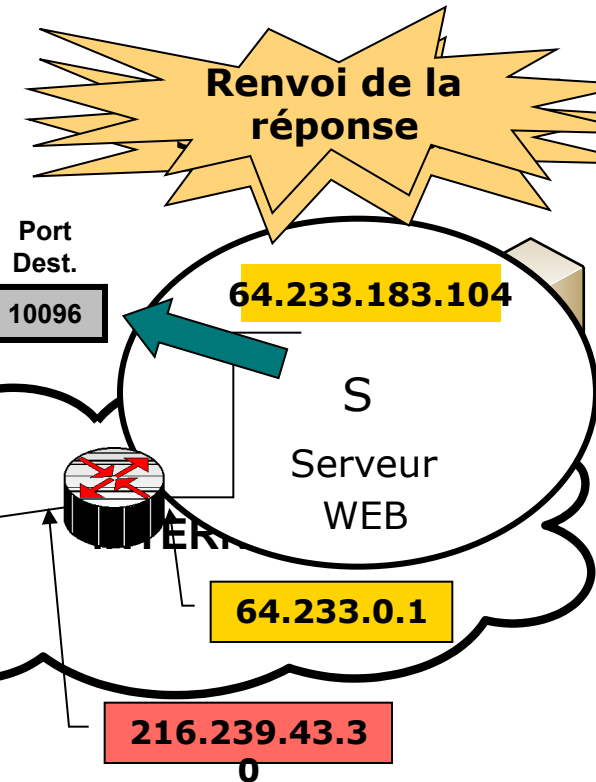 Renvoi de la
réponse
Port
Dest.
10096
64.233.183.104
S
Serveur
WEB
64.233.0.1
216.239.43.3
0